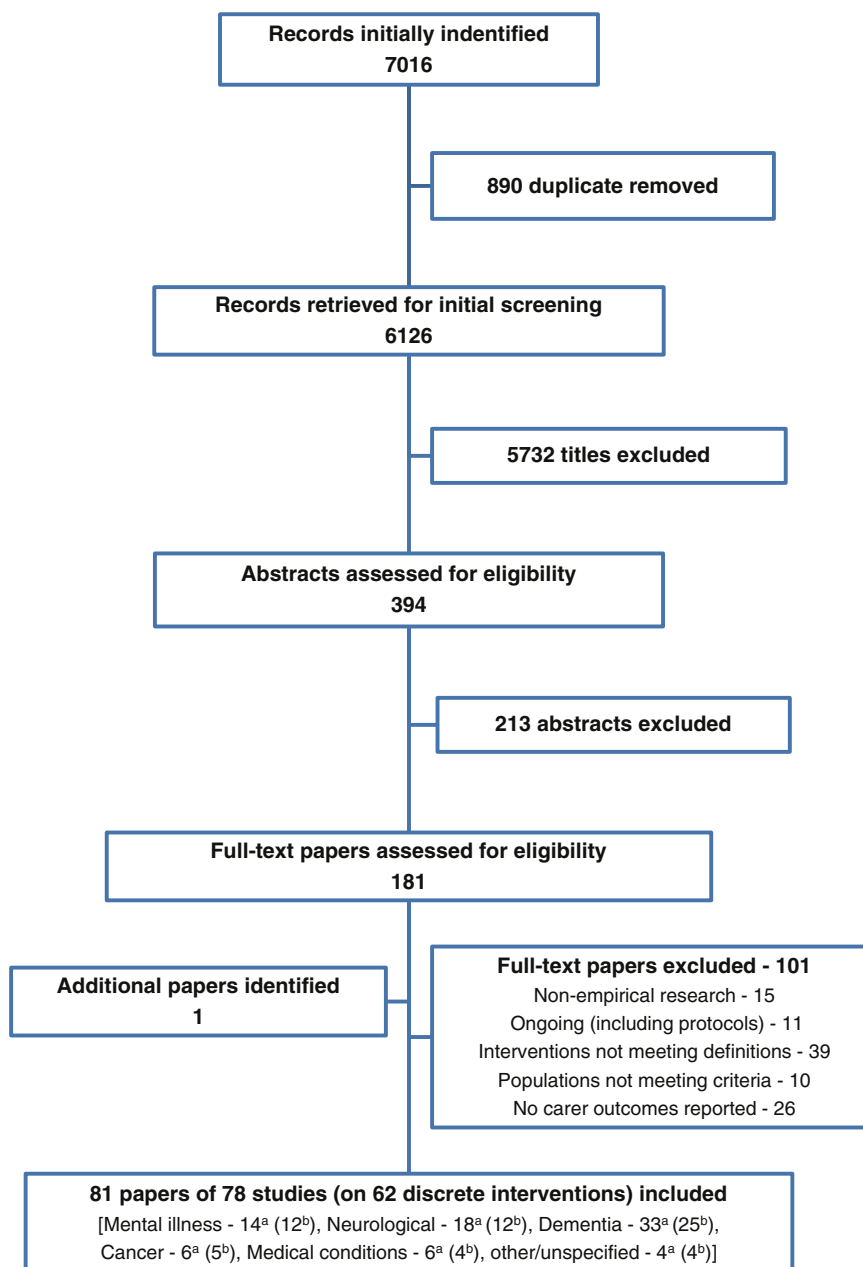 Records initially indentified
7016
890 duplicate removed
Records retrieved for initial screening
6126
5732 titles excluded
Abstracts assessed for eligibility
394
213 abstracts excluded
Full-text papers assessed for eligibility
181
Additional papers identified
1
Full-text papers excluded - 101
Non-empirical research - 15
Ongoing (including protocols) - 11
Interventions not meeting definitions - 39
Populations not meeting criteria - 10
No carer outcomes reported - 26
81 papers of 78 studies (on 62 discrete interventions) included
[Mental illness - 14ᵃ (12ᵇ), Neurological - 18ᵃ (12ᵇ), Dementia - 33ᵃ (25ᵇ),
Cancer - 6ᵃ (5ᵇ), Medical conditions - 6ᵃ (4ᵇ), other/unspecified - 4ᵃ (4ᵇ)]